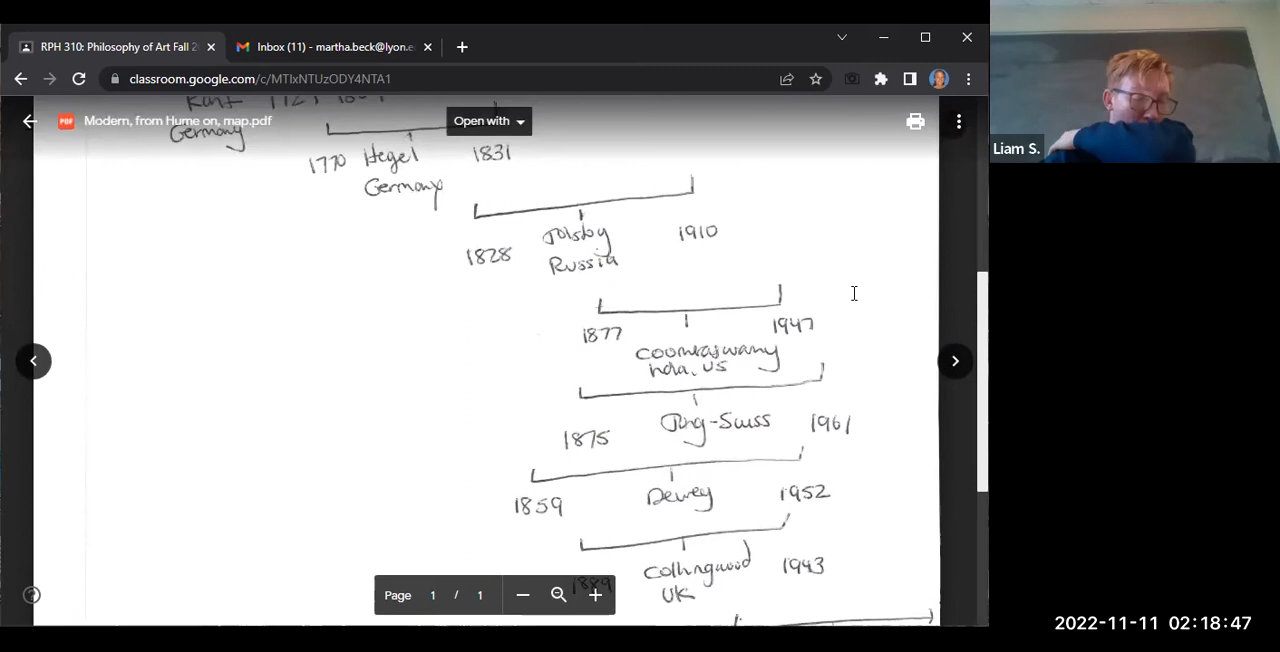 RPH 310: Philosophy of Art Fall 2
Inbox (11) - martha.beck@lyon.e
classroom.google.com/c/MTIxNTUzODY4NTA1
Modern, from Hume on, map.pdf
Open with
Liam S.
Kant
Germany
1770 Hegel 1831
Germany
1828 Tolstoy 1910
Russia
1877 1947
Coomraswamy
India, US
1875 Jung-Swiss 1961
1859 Dewey 1952
1889 Collingwood 1943
UK
Page 1 / 1
2022-11-11 02:18:47